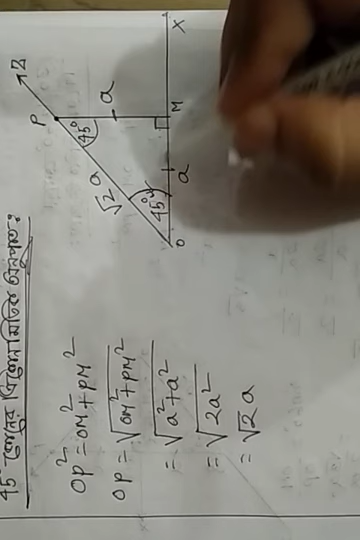 45° কোণের ত্রিকোণমিতিক অনুপাতঃ
OP² = OM² + PM²
OP = √OM² + PM²
= √a² + a²
= √2a²
= √2 a
Z
P
45°
a
√2 a
45°
O
a
M
X